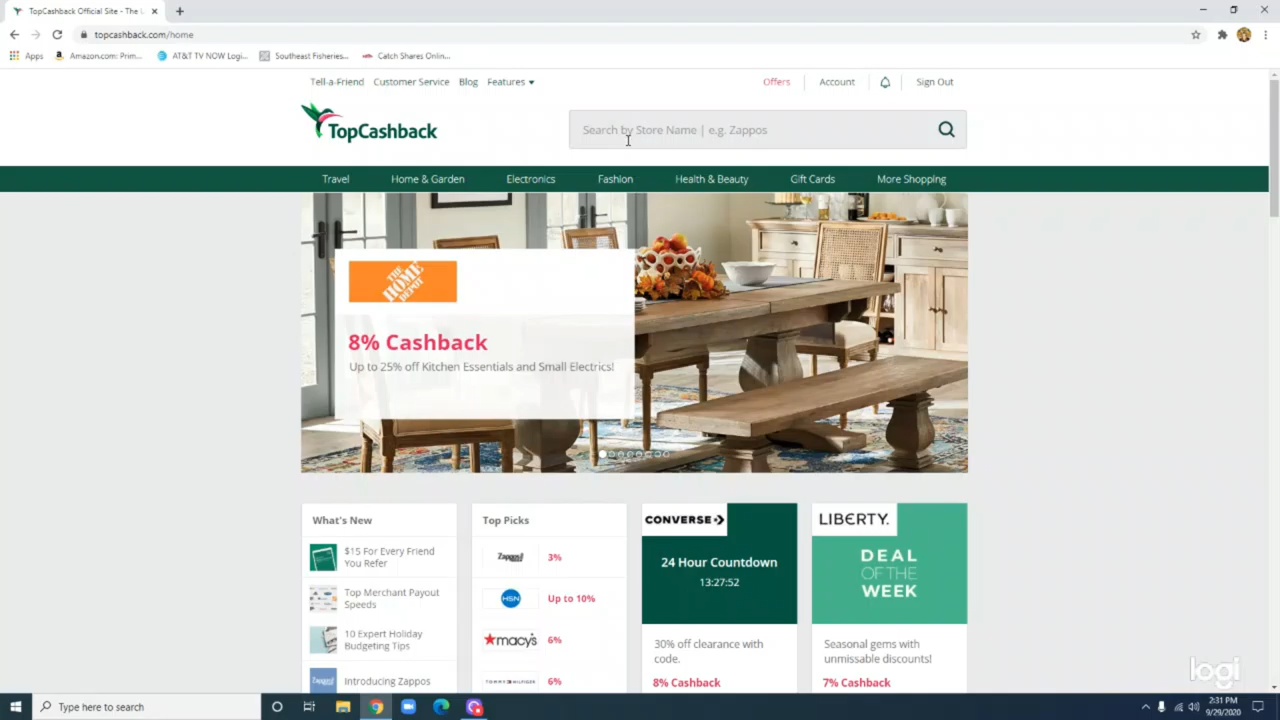 TopCashback Official Site - The L
topcashback.com/home
Apps
Amazon.com: Prim...
AT&T TV NOW Logi...
Southeast Fisheries...
Catch Shares Onlin...
Tell-a-Friend
Customer Service
Blog
Features
Offers
Account
Sign Out
TopCashback
Search by Store Name | e.g. Zappos
Travel
Home & Garden
Electronics
Fashion
Health & Beauty
Gift Cards
More Shopping
THE HOME DEPOT
8% Cashback
Up to 25% off Kitchen Essentials and Small Electrics!
What's New
$15 For Every Friend
You Refer
Top Merchant Payout
Speeds
10 Expert Holiday
Budgeting Tips
Zappos
Introducing Zappos
Top Picks
Zappos
3%
HSN
Up to 10%
macy's
6%
TOMMY HILFIGER
6%
CONVERSE
24 Hour Countdown
13:27:52
30% off clearance with
code.
8% Cashback
LIBERTY.
DEAL
OF THE
WEEK
Seasonal gems with
unmissable discounts!
7% Cashback
logi
Type here to search
2:31 PM
9/29/2020